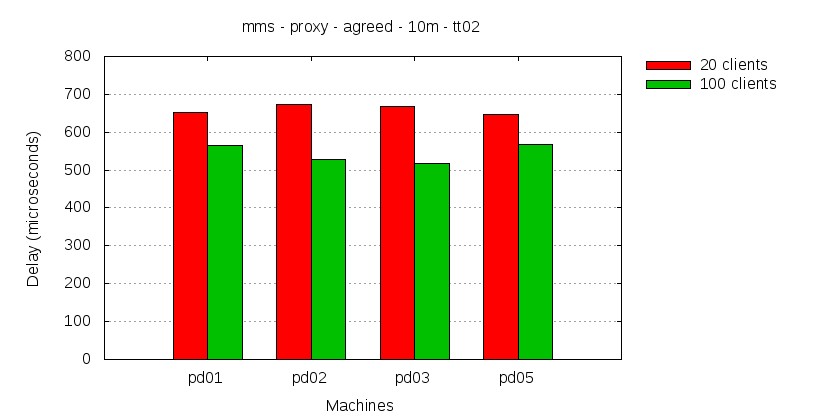 mms - proxy - agreed - 10m - tt02
800
700
600
500
400
300
200
100
0
Delay (microseconds)
pd01 pd02 pd03 pd05
Machines
20 clients
100 clients